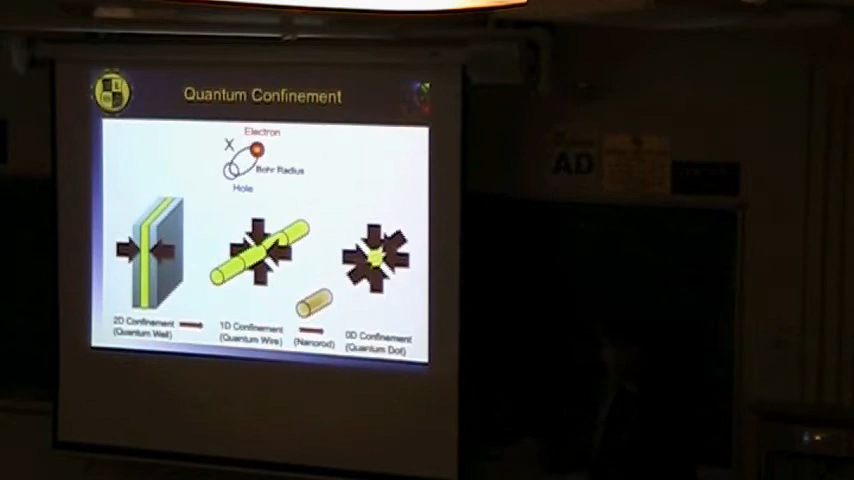 Quantum Confinement
Electron
X
Bohr Radius
Hole
2D Confinement
(Quantum Well)
1D Confinement
(Quantum Wire)
(Nanorod)
0D Confinement
(Quantum Dot)
AD